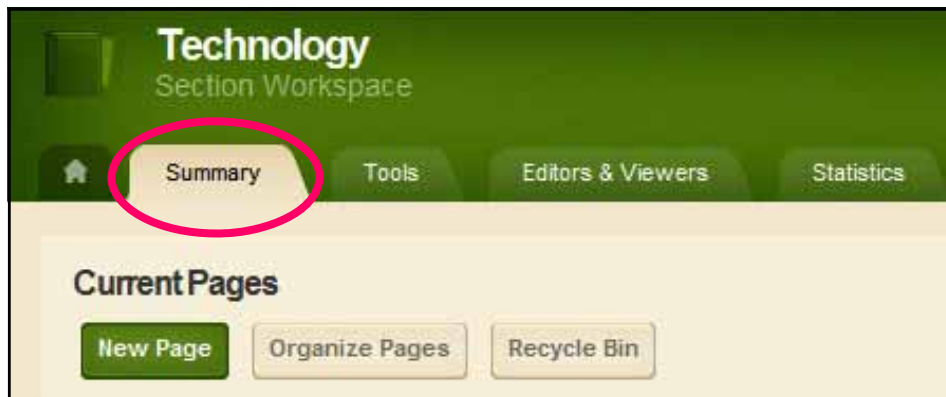 Technology
Section Workspace
Summary Tools Editors & Viewers Statistics
Current Pages
New Page Organize Pages Recycle Bin